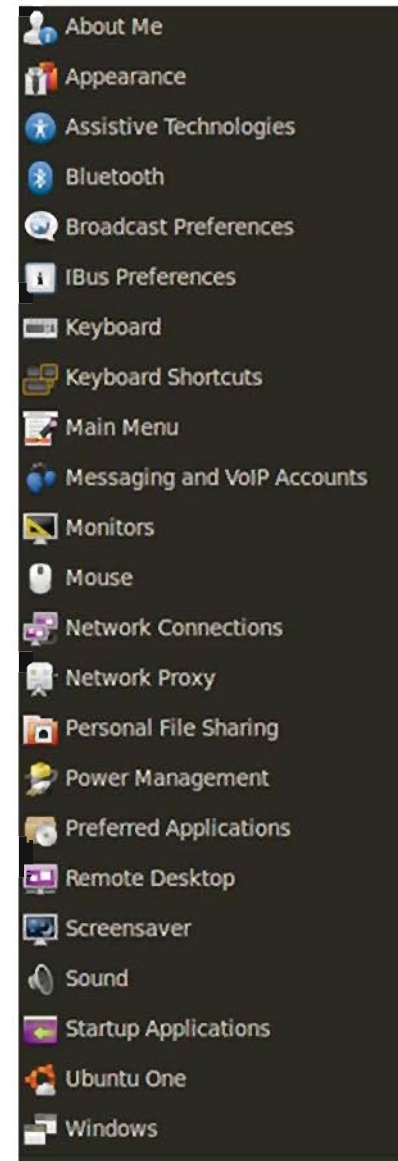 About Me
Appearance
Assistive Technologies
Bluetooth
Broadcast Preferences
IBus Preferences
Keyboard
Keyboard Shortcuts
Main Menu
Messaging and VoIP Accounts
Monitors
Mouse
Network Connections
Network Proxy
Personal File Sharing
Power Management
Preferred Applications
Remote Desktop
Screensaver
Sound
Startup Applications
Ubuntu One
Windows